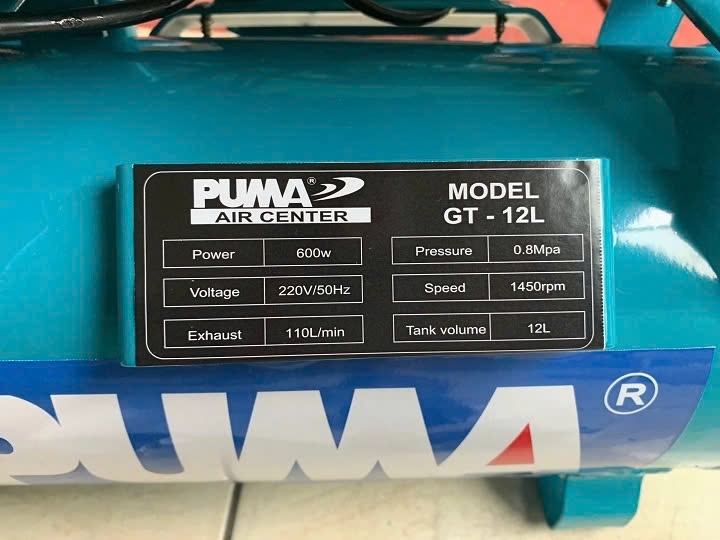 PUMA®
AIR CENTER
MODEL
GT - 12L
Power 600w
Voltage 220V/50Hz
Exhaust 110L/min
Pressure 0.8Mpa
Speed 1450rpm
Tank volume 12L
PUMA ®